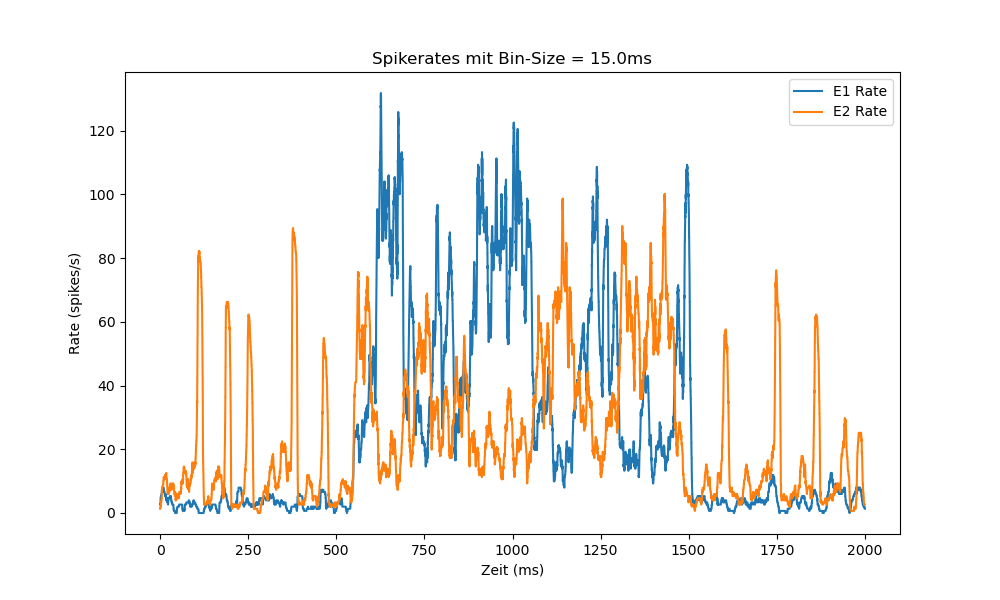 Spikerates mit Bin-Size = 15.0ms
E1 Rate
E2 Rate
Rate (spikes/s)
120
100
80
60
40
20
0
0 250 500 750 1000 1250 1500 1750 2000
Zeit (ms)